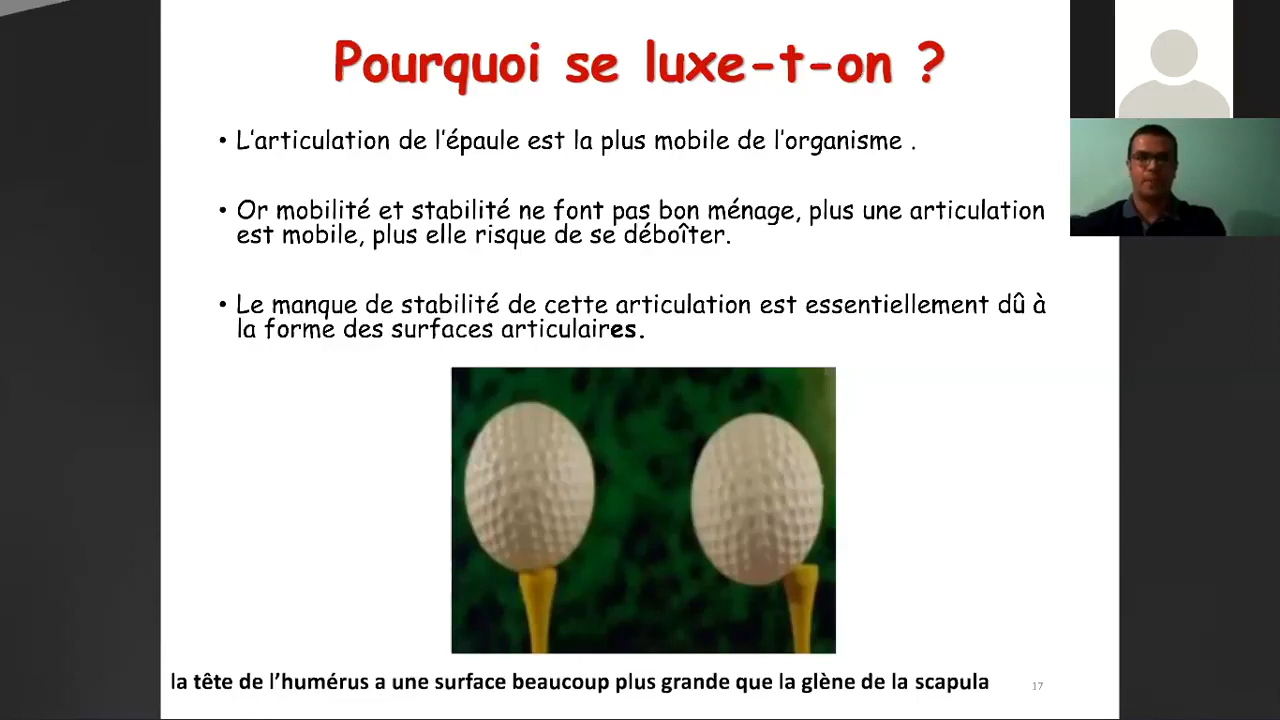 Pourquoi se luxe-t-on ?
• L'articulation de l'épaule est la plus mobile de l'organisme .
• Or mobilité et stabilité ne font pas bon ménage, plus une articulation
est mobile, plus elle risque de se déboîter.
• Le manque de stabilité de cette articulation est essentiellement dû à
la forme des surfaces articulaires.
la tête de l'humérus a une surface beaucoup plus grande que la glène de la scapula
17